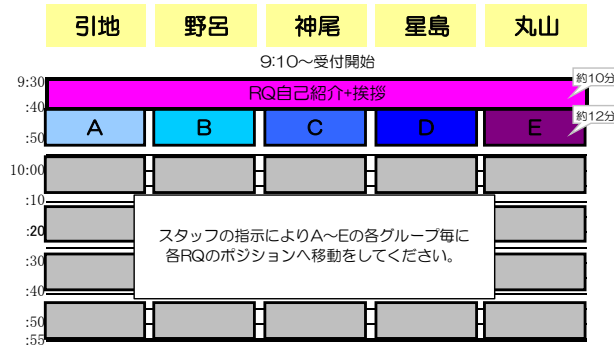 引地 野呂 神尾 星島 丸山
9:10～受付開始
9:30
約10分
RQ自己紹介+挨拶
:40
約12分
A B C D E
:50
10:00
:10
スタッフの指示によりA～Eの各グループ毎に
:20
各RQのポジションへ移動をしてください。
:30
:40
:50
:55